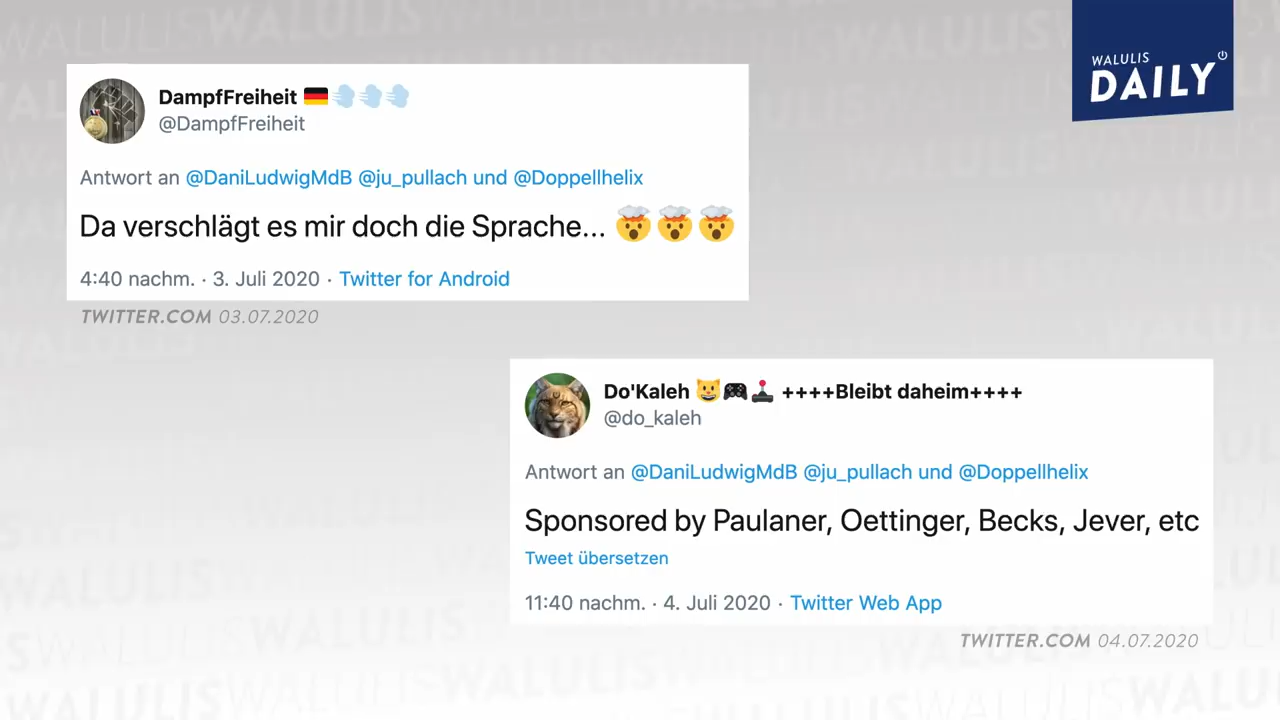 WALULIS
DAILY
DampfFreiheit 🇩🇪💨💨💨
@DampfFreiheit
Antwort an @DaniLudwigMdB @ju_pullach und @Doppellhelix
Da verschlägt es mir doch die Sprache... 🤯🤯🤯
4:40 nachm. · 3. Juli 2020 · Twitter for Android
TWITTER.COM 03.07.2020
Do'Kaleh 😺🎮🕹️ ++++Bleibt daheim++++
@do_kaleh
Antwort an @DaniLudwigMdB @ju_pullach und @Doppellhelix
Sponsored by Paulaner, Oettinger, Becks, Jever, etc
Tweet übersetzen
11:40 nachm. · 4. Juli 2020 · Twitter Web App
TWITTER.COM 04.07.2020